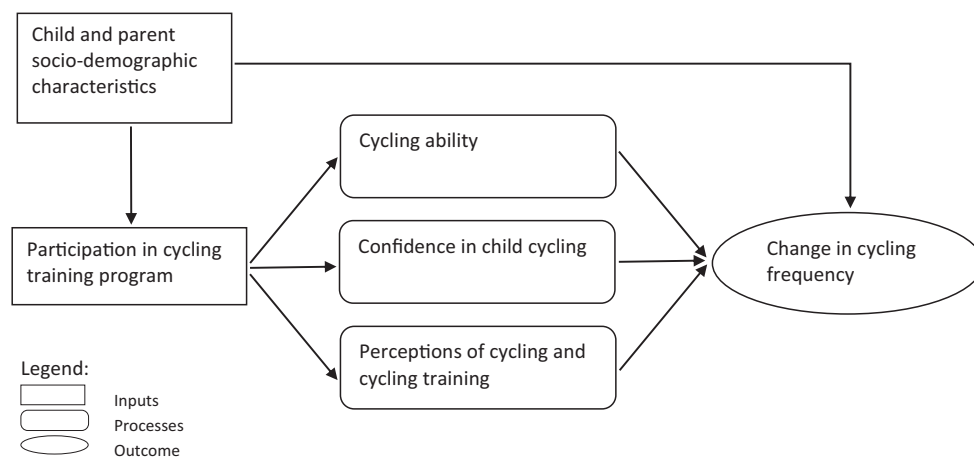 Child and parent
socio-demographic
characteristics
Cycling ability
Participation in cycling
training program
Confidence in child cycling
Change in cycling
frequency
Perceptions of cycling and
cycling training
Legend:
Inputs
Processes
Outcome